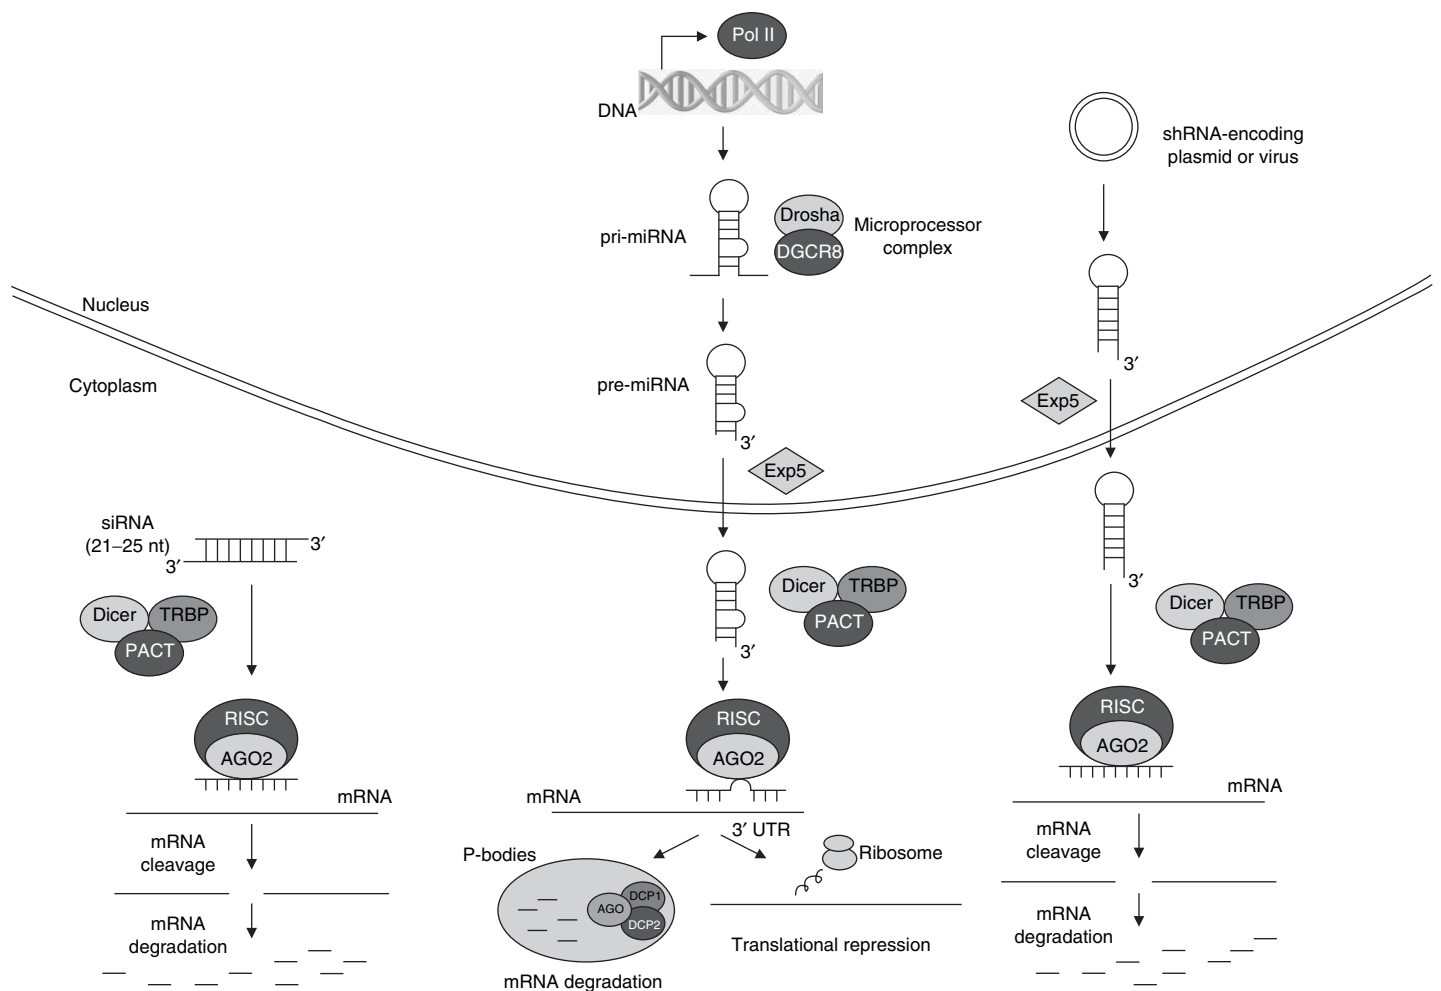 Pol II
DNA
shRNA-encoding
plasmid or virus
pri-miRNA
Drosha
DGCR8
Microprocessor
complex
Nucleus
Cytoplasm
3′
Exp5
pre-miRNA
3′
Exp5
siRNA
(21–25 nt)
3′
3′
Dicer
TRBP
PACT
RISC
AGO2
mRNA
mRNA
cleavage
mRNA
degradation
3′
Dicer
TRBP
PACT
RISC
AGO2
mRNA
3′ UTR
P-bodies
AGO
DCP1
DCP2
mRNA degradation
Ribosome
Translational repression
3′
Dicer
TRBP
PACT
RISC
AGO2
mRNA
mRNA
cleavage
mRNA
degradation